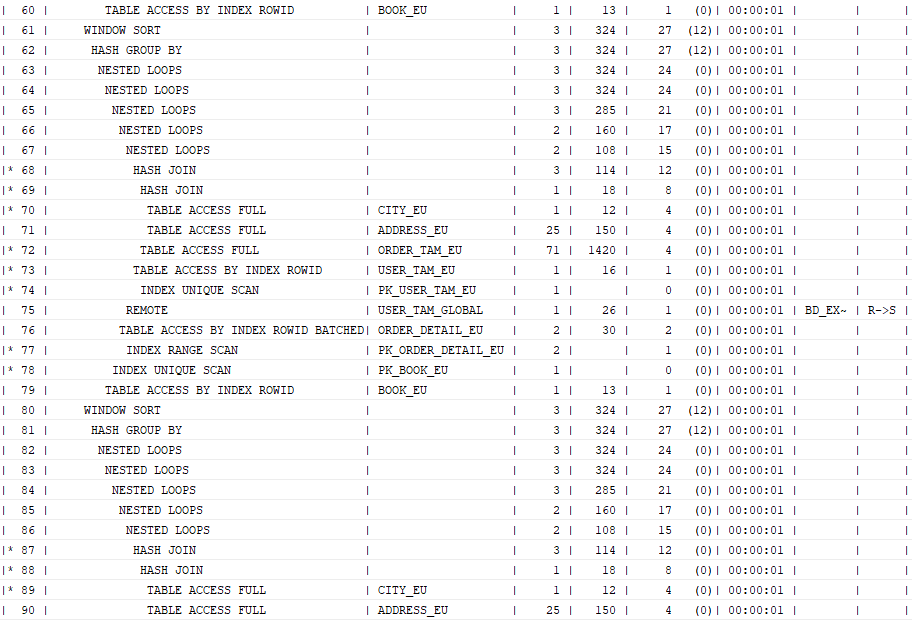 |  60 |         TABLE ACCESS BY INDEX ROWID         | BOOK_EU            |     1 |    13 |     1   (0)| 00:00:01 |        |      |
|  61 |      WINDOW SORT                            |                    |     3 |   324 |    27  (12)| 00:00:01 |        |      |
|  62 |       HASH GROUP BY                         |                    |     3 |   324 |    27  (12)| 00:00:01 |        |      |
|  63 |        NESTED LOOPS                         |                    |     3 |   324 |    24   (0)| 00:00:01 |        |      |
|  64 |         NESTED LOOPS                        |                    |     3 |   324 |    24   (0)| 00:00:01 |        |      |
|  65 |          NESTED LOOPS                       |                    |     3 |   285 |    21   (0)| 00:00:01 |        |      |
|  66 |           NESTED LOOPS                      |                    |     2 |   160 |    17   (0)| 00:00:01 |        |      |
|  67 |            NESTED LOOPS                     |                    |     2 |   108 |    15   (0)| 00:00:01 |        |      |
|* 68 |             HASH JOIN                       |                    |     3 |   114 |    12   (0)| 00:00:01 |        |      |
|* 69 |              HASH JOIN                      |                    |     1 |    18 |     8   (0)| 00:00:01 |        |      |
|* 70 |               TABLE ACCESS FULL             | CITY_EU            |     1 |    12 |     4   (0)| 00:00:01 |        |      |
|  71 |               TABLE ACCESS FULL             | ADDRESS_EU         |    25 |   150 |     4   (0)| 00:00:01 |        |      |
|* 72 |              TABLE ACCESS FULL              | ORDER_TAM_EU       |    71 |  1420 |     4   (0)| 00:00:01 |        |      |
|* 73 |             TABLE ACCESS BY INDEX ROWID     | USER_TAM_EU        |     1 |    16 |     1   (0)| 00:00:01 |        |      |
|* 74 |              INDEX UNIQUE SCAN              | PK_USER_TAM_EU     |     1 |       |     0   (0)| 00:00:01 |        |      |
|  75 |            REMOTE                           | USER_TAM_GLOBAL    |     1 |    26 |     1   (0)| 00:00:01 | BD_EX~ | R->S |
|  76 |           TABLE ACCESS BY INDEX ROWID BATCHED| ORDER_DETAIL_EU    |     2 |    30 |     2   (0)| 00:00:01 |        |      |
|* 77 |            INDEX RANGE SCAN                 | PK_ORDER_DETAIL_EU |     2 |       |     1   (0)| 00:00:01 |        |      |
|* 78 |          INDEX UNIQUE SCAN                  | PK_BOOK_EU         |     1 |       |     0   (0)| 00:00:01 |        |      |
|  79 |         TABLE ACCESS BY INDEX ROWID         | BOOK_EU            |     1 |    13 |     1   (0)| 00:00:01 |        |      |
|  80 |      WINDOW SORT                            |                    |     3 |   324 |    27  (12)| 00:00:01 |        |      |
|  81 |       HASH GROUP BY                         |                    |     3 |   324 |    27  (12)| 00:00:01 |        |      |
|  82 |        NESTED LOOPS                         |                    |     3 |   324 |    24   (0)| 00:00:01 |        |      |
|  83 |         NESTED LOOPS                        |                    |     3 |   324 |    24   (0)| 00:00:01 |        |      |
|  84 |          NESTED LOOPS                       |                    |     3 |   285 |    21   (0)| 00:00:01 |        |      |
|  85 |           NESTED LOOPS                      |                    |     2 |   160 |    17   (0)| 00:00:01 |        |      |
|  86 |            NESTED LOOPS                     |                    |     2 |   108 |    15   (0)| 00:00:01 |        |      |
|* 87 |             HASH JOIN                       |                    |     3 |   114 |    12   (0)| 00:00:01 |        |      |
|* 88 |              HASH JOIN                      |                    |     1 |    18 |     8   (0)| 00:00:01 |        |      |
|* 89 |               TABLE ACCESS FULL             | CITY_EU            |     1 |    12 |     4   (0)| 00:00:01 |        |      |
|  90 |               TABLE ACCESS FULL             | ADDRESS_EU         |    25 |   150 |     4   (0)| 00:00:01 |        |      |